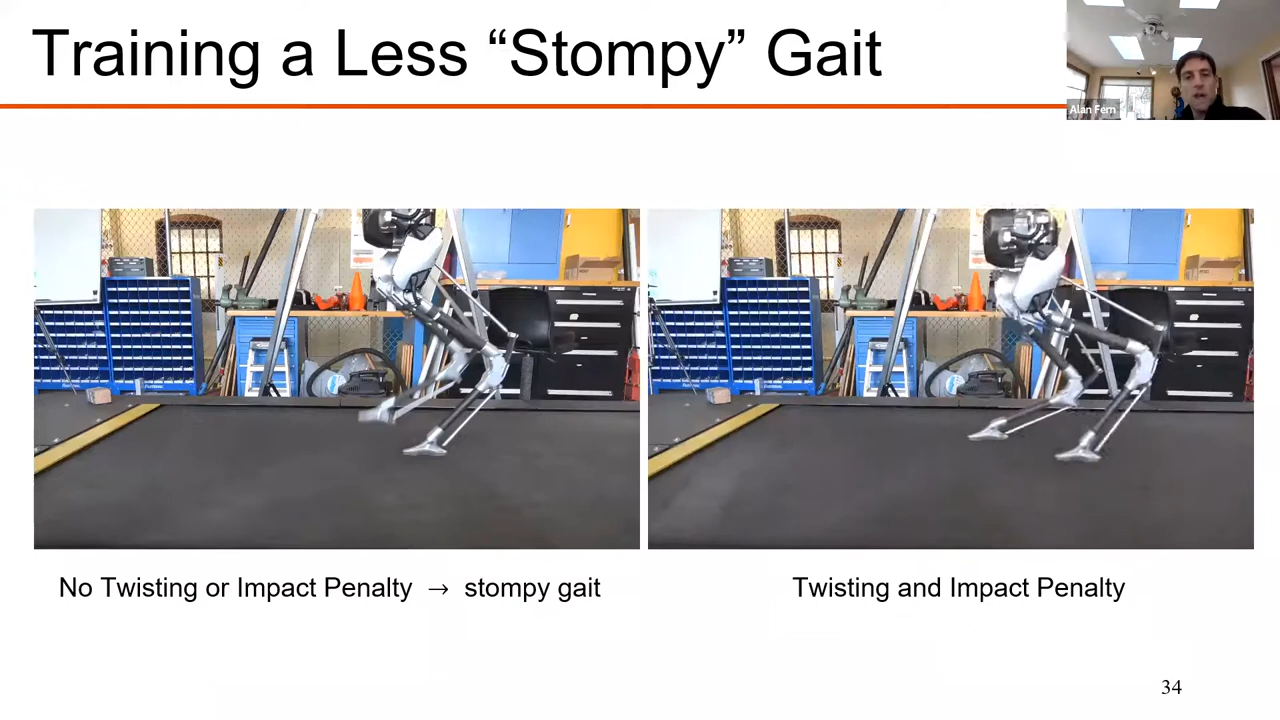 Training a Less “Stompy” Gait
Alan Fern
No Twisting or Impact Penalty → stompy gait
Twisting and Impact Penalty
34